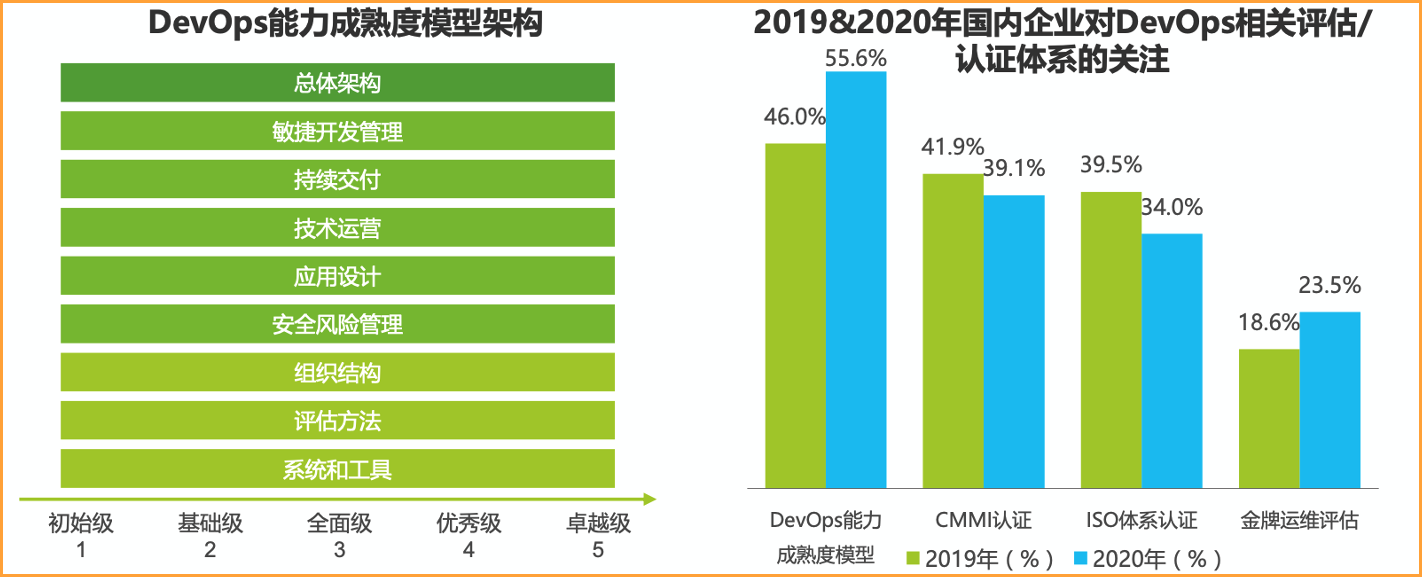 DevOps能力成熟度模型架构
总体架构
敏捷开发管理
持续交付
技术运营
应用设计
安全风险管理
组织结构
评估方法
系统和工具
初始级
基础级
全面级
优秀级
卓越级
1
2
3
4
5
2019&2020年国内企业对DevOps相关评估/
认证体系的关注
46.0%
55.6%
41.9%
39.1%
39.5%
34.0%
18.6%
23.5%
DevOps能力
成熟度模型
CMMI认证
ISO体系认证
金牌运维评估
2019年（%）
2020年（%）